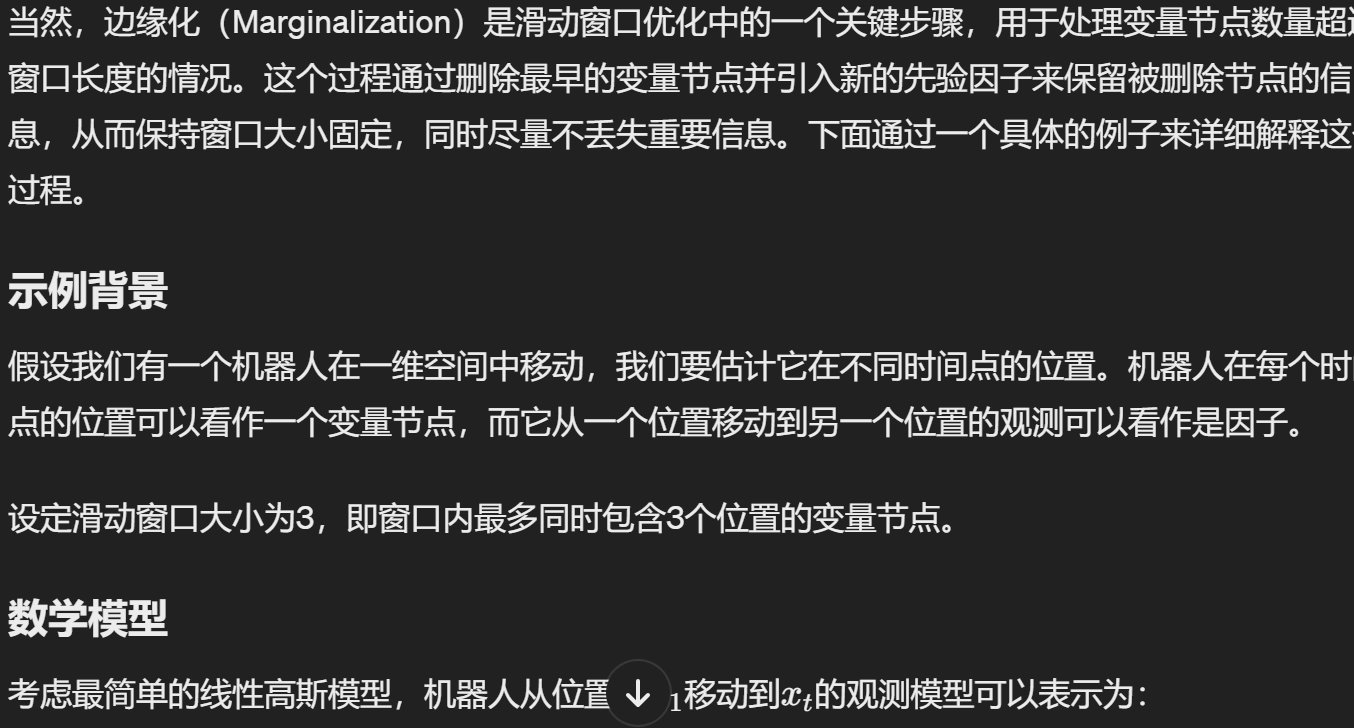 当然，边缘化（Marginalization）是滑动窗口优化中的一个关键步骤，用于处理变量节点数量超
窗口长度的情况。这个过程通过删除最早的变量节点并引入新的先验因子来保留被删除节点的信
息，从而保持窗口大小固定，同时尽量不丢失重要信息。下面通过一个具体的例子来详细解释这
过程。
示例背景
假设我们有一个机器人在一维空间中移动，我们要估计它在不同时间点的位置。机器人在每个时
点的位置可以看作一个变量节点，而它从一个位置移动到另一个位置的观测可以看作是因子。
设定滑动窗口大小为3，即窗口内最多同时包含3个位置的变量节点。
数学模型
考虑最简单的线性高斯模型，机器人从位置 1移动到xt的观测模型可以表示为：